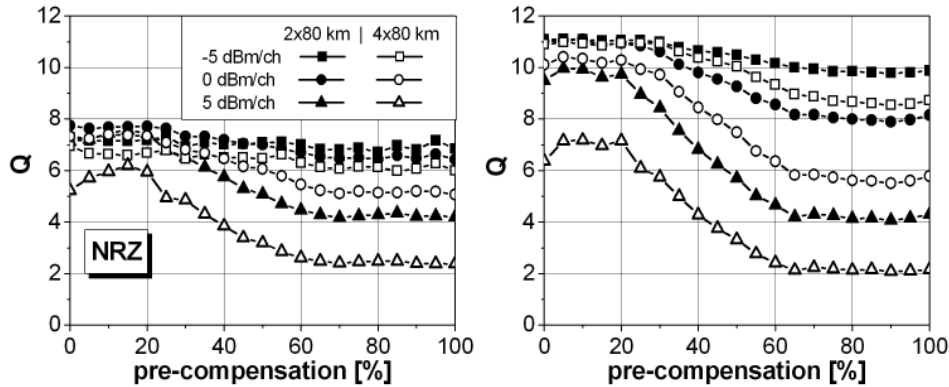 12
10
8
6
4
2
0
Q
2x80 km | 4x80 km
-5 dBm/ch
0 dBm/ch
5 dBm/ch
NRZ
0 20 40 60 80 100
pre-compensation [%]
12
10
8
6
4
2
0
Q
0 20 40 60 80 100
pre-compensation [%]